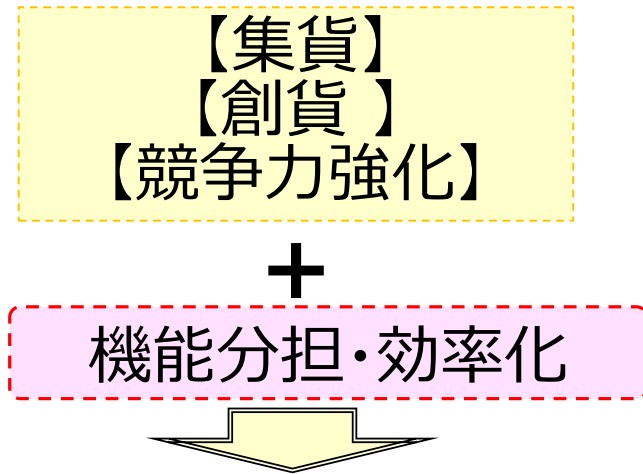 【集貨】
【創貨 】
【競争力強化】
+
機能分担･効率化